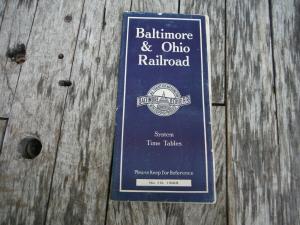 Baltimore
& Ohio
Railroad
System
Time Tables
Please Keep For Reference